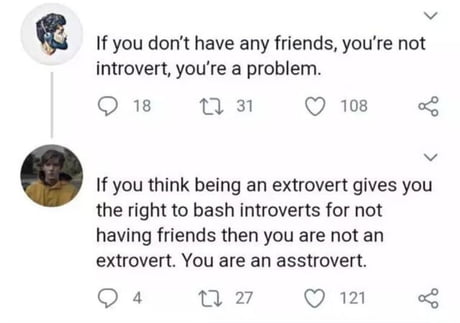 If you don't have any friends, you're not
introvert, you're a problem.
18 31 108
If you think being an extrovert gives you
the right to bash introverts for not
having friends then you are not an
extrovert. You are an asstrovert.
4 27 121